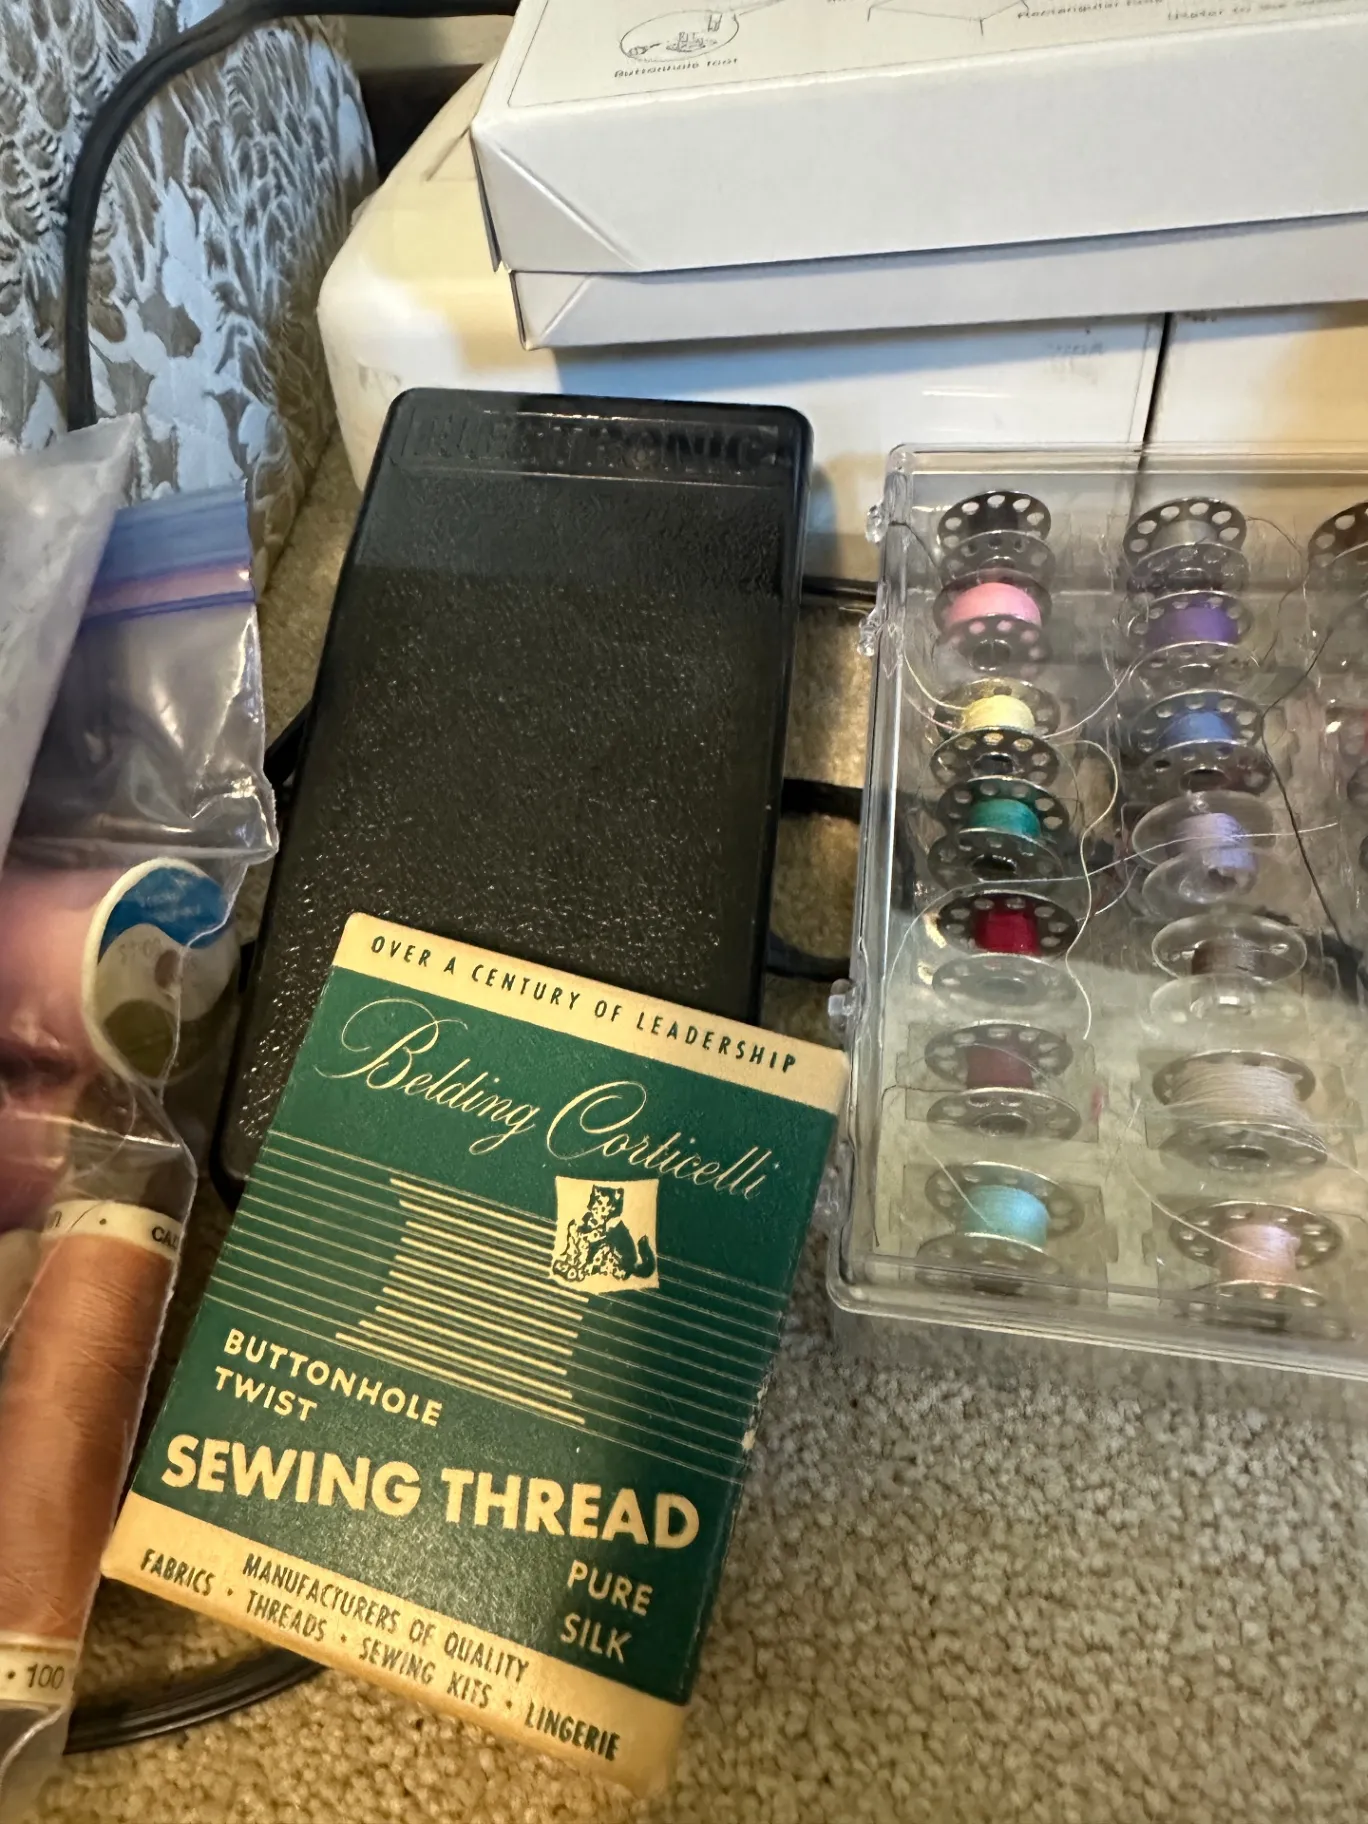 Buttonhole foot
ELECTRONIC
OVER A CENTURY OF LEADERSHIP
Belding Corticelli
BUTTONHOLE
TWIST
SEWING THREAD
PURE
SILK
MANUFACTURERS OF QUALITY
FABRICS • THREADS • SEWING KITS • LINGERIE
• 100